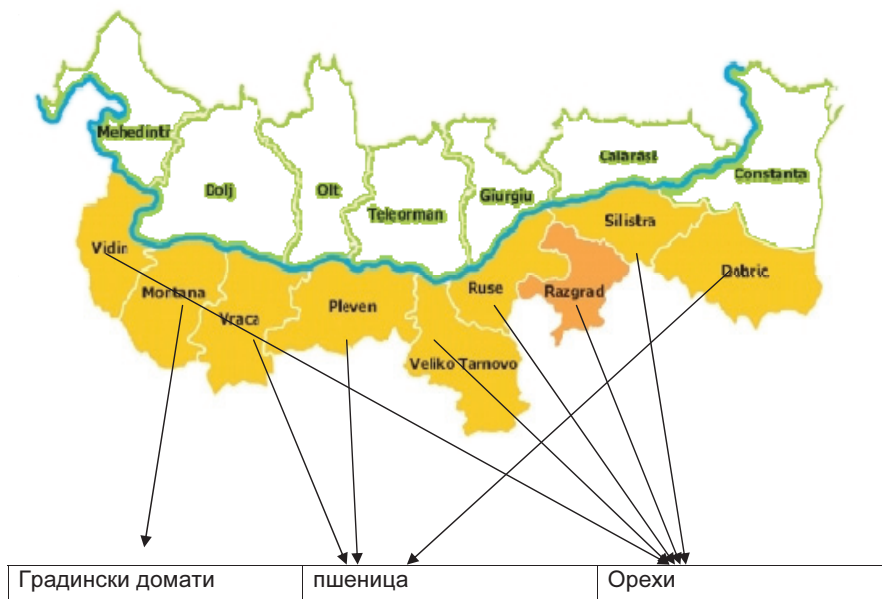 Mehedinti
Dolj
Olt
Teleorman
Giurgiu
Calarasi
Constanta
Vidin
Montana
Vraca
Pleven
Veliko Tarnovo
Ruse
Razgrad
Silistra
Dobric
Градински домати
пшеница
Орехи